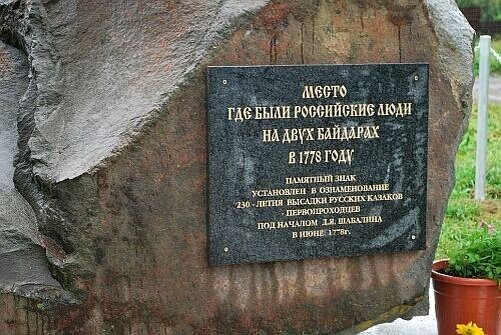 МЕСТО
ГДЕ БЫЛИ РОССИЙСКИЕ ЛЮДИ
НА ДВУХ БАЙДАРАХ
В 1778 ГОДУ
ПАМЯТНЫЙ ЗНАК
УСТАНОВЛЕН В ОЗНАМЕНОВАНИЕ
230 - ЛЕТИЯ ВЫСАДКИ РУССКИХ КАЗАКОВ
- ПЕРВОПРОХОДЦЕВ
ПОД НАЧАЛОМ Д.Я. ШАБАЛИНА
В ИЮНЕ 1778г.